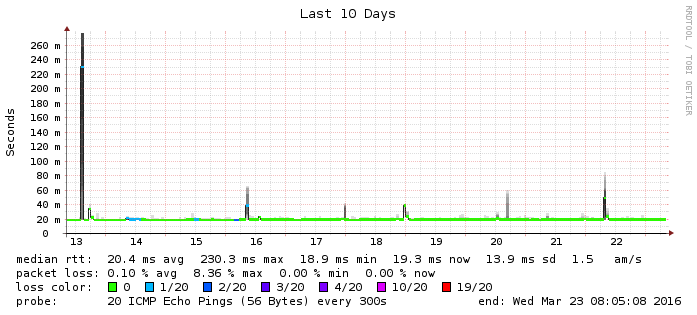 Last 10 Days
RRDTOOL / TOBI OETIKER
Seconds
260 m
240 m
220 m
200 m
180 m
160 m
140 m
120 m
100 m
80 m
60 m
40 m
20 m
0
13 14 15 16 17 18 19 20 21 22
median rtt: 20.4 ms avg 230.3 ms max 18.9 ms min 19.3 ms now 13.9 ms sd 1.5 am/s
packet loss: 0.10 % avg 8.36 % max 0.00 % min 0.00 % now
loss color: 0 1/20 2/20 3/20 4/20 10/20 19/20
probe: 20 ICMP Echo Pings (56 Bytes) every 300s end: Wed Mar 23 08:05:08 2016